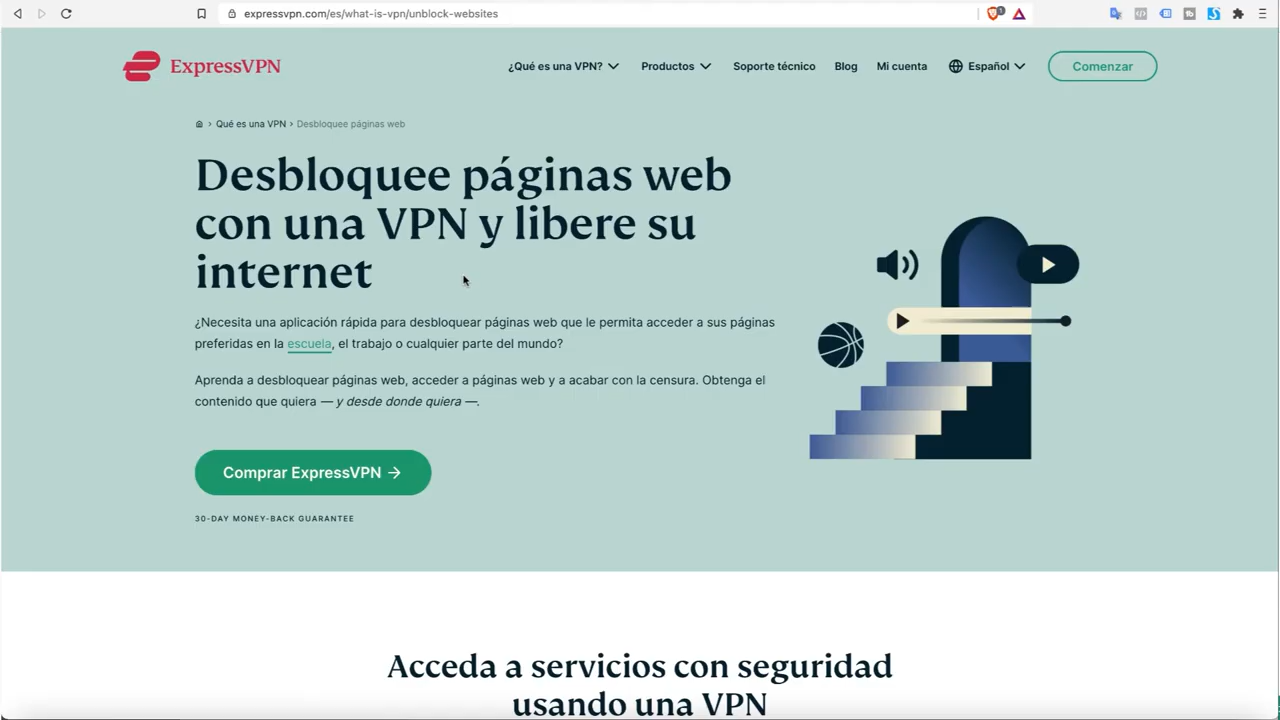 expressvpn.com/es/what-is-vpn/unblock-websites
1
ExpressVPN
¿Qué es una VPN? Productos Soporte técnico Blog Mi cuenta Español Comenzar
> Qué es una VPN > Desbloquee páginas web
Desbloquee páginas web
con una VPN y libere su
internet
¿Necesita una aplicación rápida para desbloquear páginas web que le permita acceder a sus páginas
preferidas en la escuela, el trabajo o cualquier parte del mundo?
Aprenda a desbloquear páginas web, acceder a páginas web y a acabar con la censura. Obtenga el
contenido que quiera — y desde donde quiera —.
Comprar ExpressVPN →
30-DAY MONEY-BACK GUARANTEE
Acceda a servicios con seguridad
usando una VPN